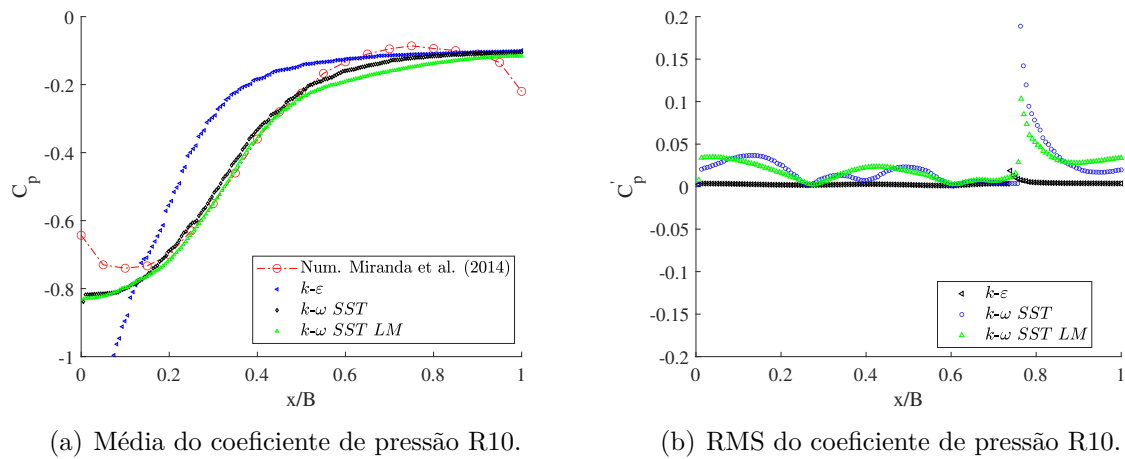 0
-0.2
-0.4
-0.6
-0.8
-1
C_p
0 0.2 0.4 0.6 0.8 1
x/B
Num. Miranda et al. (2014)
k-ε
k-ω SST
k-ω SST LM
(a) Média do coeficiente de pressão R10.
0.2
0.15
0.1
0.05
0
-0.05
-0.1
-0.15
-0.2
C_p'
0 0.2 0.4 0.6 0.8 1
x/B
k-ε
k-ω SST
k-ω SST LM
(b) RMS do coeficiente de pressão R10.